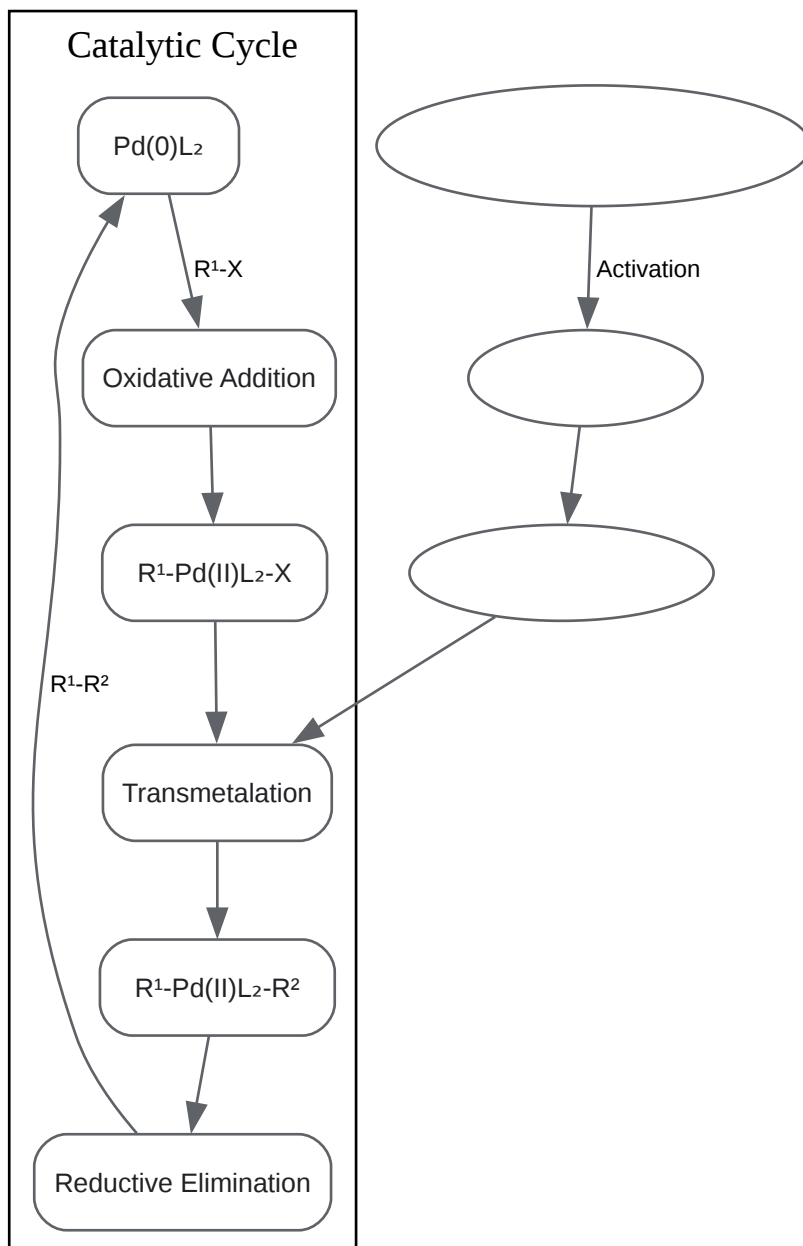 Catalytic Cycle
Pd(0)L₂
R¹-X
Activation
Oxidative Addition
R¹-Pd(II)L₂-X
R¹-R²
Transmetalation
R¹-Pd(II)L₂-R²
Reductive Elimination